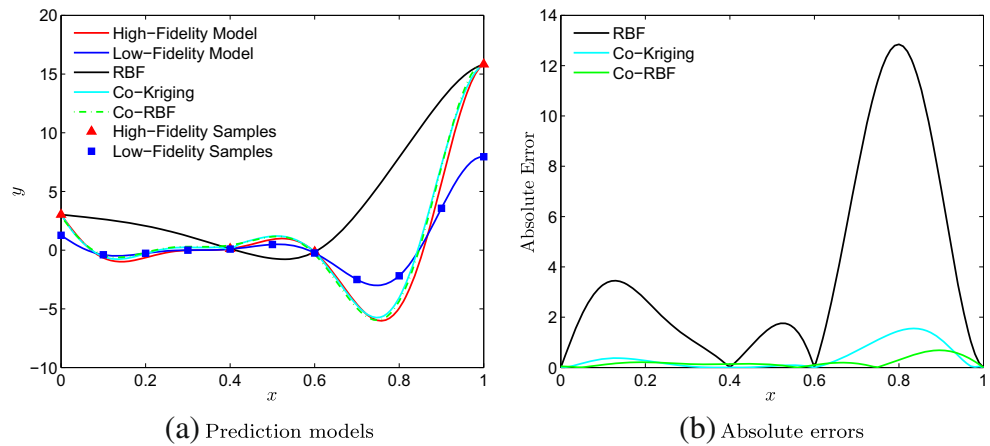 20
15
10
5
0
−5
−10
y
High−Fidelity Model
Low−Fidelity Model
RBF
Co−Kriging
Co−RBF
High−Fidelity Samples
Low−Fidelity Samples
0 0.2 0.4 0.6 0.8 1
x
(a) Prediction models
14
12
10
8
6
4
2
0
Absolute Error
RBF
Co−Kriging
Co−RBF
0 0.2 0.4 0.6 0.8 1
x
(b) Absolute errors